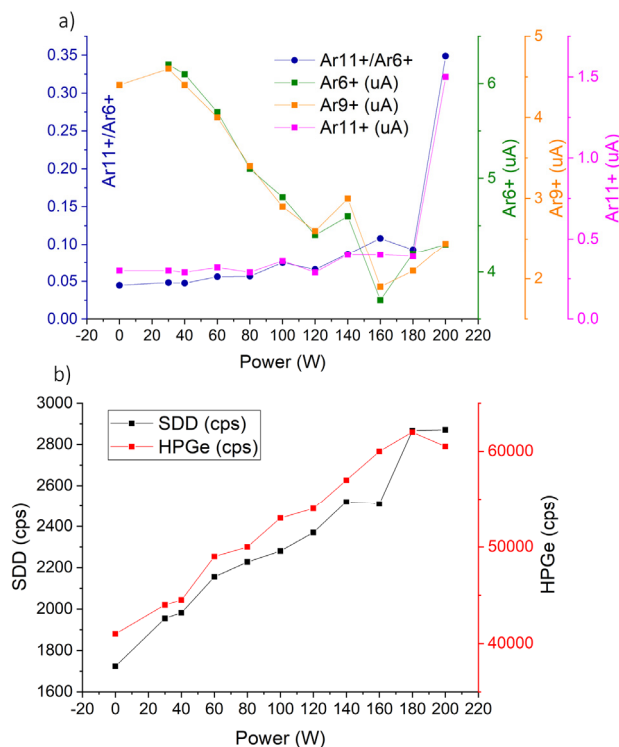 a)
Ar11+/Ar6+
Ar6+ (uA)
Ar9+ (uA)
Ar11+ (uA)
0.35
0.30
0.25
0.20
0.15
0.10
0.05
0.00
Ar11+/Ar6+
6
5
4
Ar6+ (uA)
5
4
3
2
Ar9+ (uA)
1.5
1.0
0.5
0.0
Ar11+ (uA)
-20 0 20 40 60 80 100 120 140 160 180 200 220
Power (W)
b)
SDD (cps)
HPGe (cps)
3000
2800
2600
2400
2200
2000
1800
1600
SDD (cps)
60000
50000
40000
HPGe (cps)
-20 0 20 40 60 80 100 120 140 160 180 200 220
Power (W)